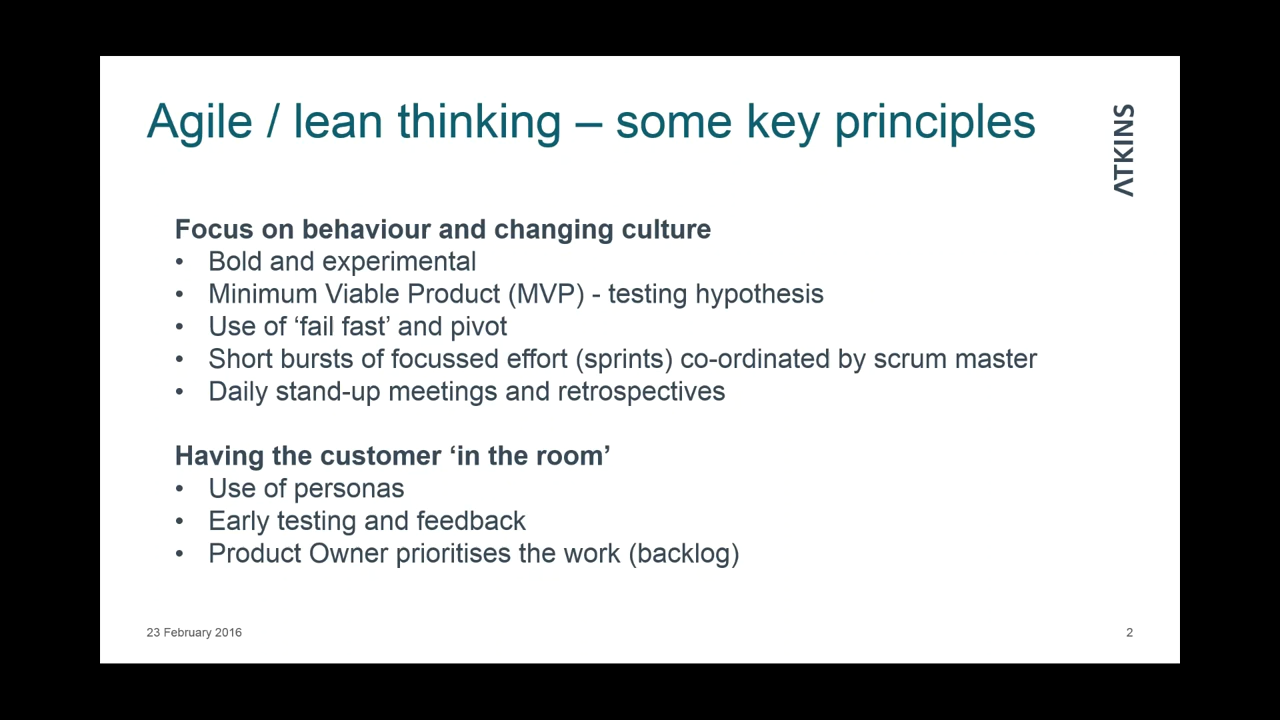 Agile / lean thinking – some key principles
ATKINS
Focus on behaviour and changing culture
• Bold and experimental
• Minimum Viable Product (MVP) - testing hypothesis
• Use of ‘fail fast’ and pivot
• Short bursts of focussed effort (sprints) co-ordinated by scrum master
• Daily stand-up meetings and retrospectives
Having the customer ‘in the room’
• Use of personas
• Early testing and feedback
• Product Owner prioritises the work (backlog)
23 February 2016
2